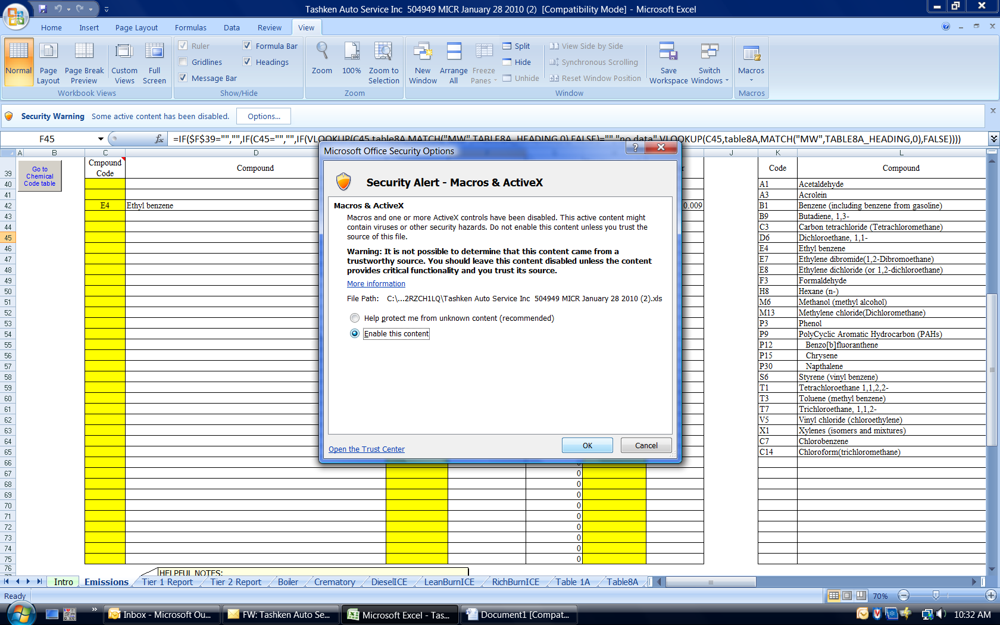 Tashken Auto Service Inc  504949 MICR January 28 2010 (2)  [Compatibility Mode] - Microsoft Excel
Home Insert Page Layout Formulas Data Review View
Normal
Page Layout
Page Break Preview
Custom Views
Full Screen
Workbook Views
Ruler
Gridlines
Message Bar
Formula Bar
Headings
Show/Hide
Zoom
100%
Zoom to Selection
Zoom
New Window
Arrange All
Freeze Panes
Split
Hide
Unhide
View Side by Side
Synchronous Scrolling
Reset Window Position
Save Workspace
Switch Windows
Window
Macros
Macros
Security Warning Some active content has been disabled. Options...
F45 fx =IF($F$39="","",IF(C45="","",IF(VLOOKUP(C45,table8A,MATCH("MW",TABLE8A_HEADING,0),FALSE)="","no data",VLOOKUP(C45,table8A,MATCH("MW",TABLE8A_HEADING,0),FALSE))))
A B C D J K L
Go to
Chemical
Code table
39 Cmpound Code Compound r Code Compound
40 A1 Acetaldehyde
41 A3 Acrolein
42 E4 Ethyl benzene 0.009 B1 Benzene (including benzene from gasoline)
43 B9 Butadiene, 1,3-
44 C3 Carbon tetrachloride (Tetrachloromethane)
45 D6 Dichloroethane, 1,1-
46 E4 Ethyl benzene
47 E7 Ethylene dibromide(1,2-Dibromoethane)
48 E8 Ethylene dichloride (or 1,2-dichloroethane)
49 F3 Formaldehyde
50 H8 Hexane (n-)
51 M6 Methanol (methyl alcohol)
52 M13 Methylene chloride(Dichloromethane)
53 P3 Phenol
54 P9 PolyCyclic Aromatic Hydrocarbon (PAHs)
55 P12 Benzo[b]fluoranthene
56 P15 Chrysene
57 P30 Napthalene
58 S6 Styrene (vinyl benzene)
59 T1 Tetrachloroethane 1,1,2,2-
60 T3 Toluene (methyl benzene)
61 T7 Trichloroethane, 1,1,2-
62 V5 Vinyl chloride (chloroethylene)
63 X1 Xylenes (isomers and mixtures)
64 C7 Chlorobenzene
65 C14 Chloroform(trichloromethane)
66
67 0
68 0
69 0
70 0
71 0
72 0
73 0
74 0
75 0
76
HELPFUL NOTES:
Microsoft Office Security Options
Security Alert - Macros & ActiveX
Macros & ActiveX
Macros and one or more ActiveX controls have been disabled. This active content might
contain viruses or other security hazards. Do not enable this content unless you trust the
source of this file.
Warning: It is not possible to determine that this content came from a
trustworthy source. You should leave this content disabled unless the content
provides critical functionality and you trust its source.
More information
File Path: C:\...2RZCH1LQ\Tashken Auto Service Inc  504949 MICR January 28 2010 (2).xls
Help protect me from unknown content (recommended)
Enable this content
Open the Trust Center
OK Cancel
Intro Emissions Tier 1 Report Tier 2 Report Boiler Crematory DieselICE LeanBurnICE RichBurnICE Table 1A Table8A
Ready 70%
Inbox - Microsoft Ou... FW: Tashken Auto Se... Microsoft Excel - Tas... Document1 [Compat... 10:32 AM